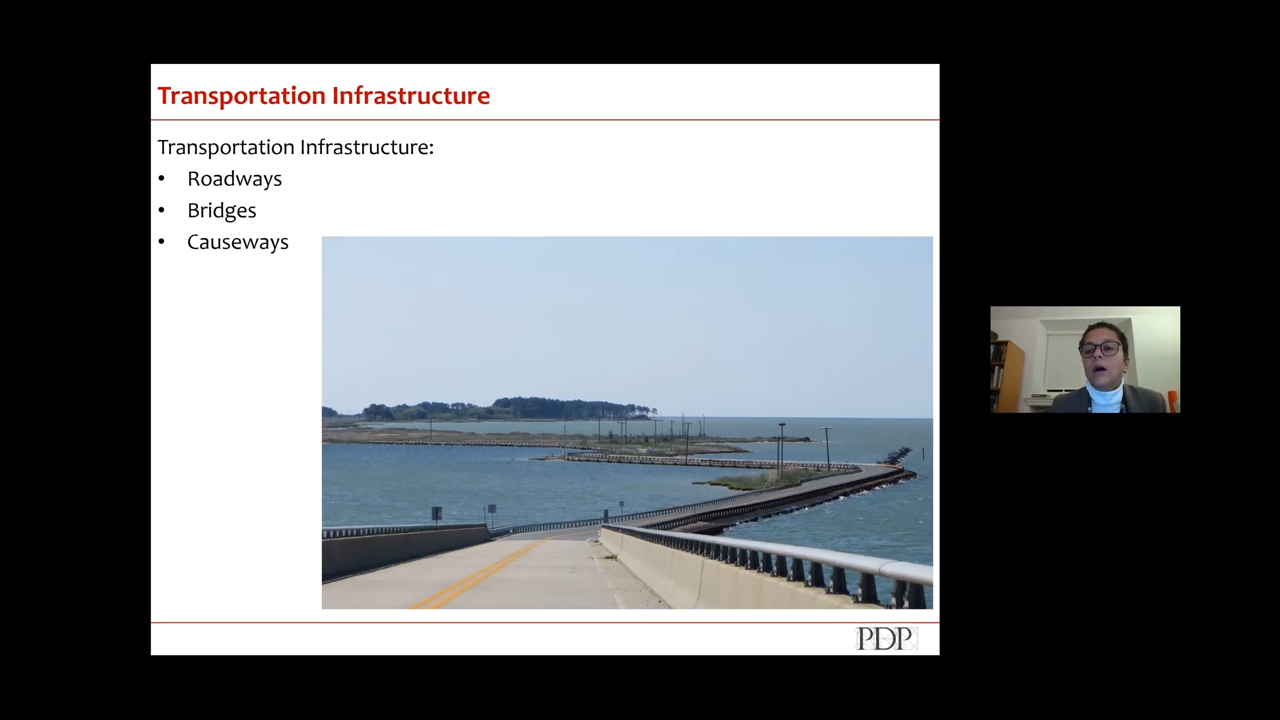 Transportation Infrastructure
Transportation Infrastructure:
• Roadways
• Bridges
• Causeways
PDP